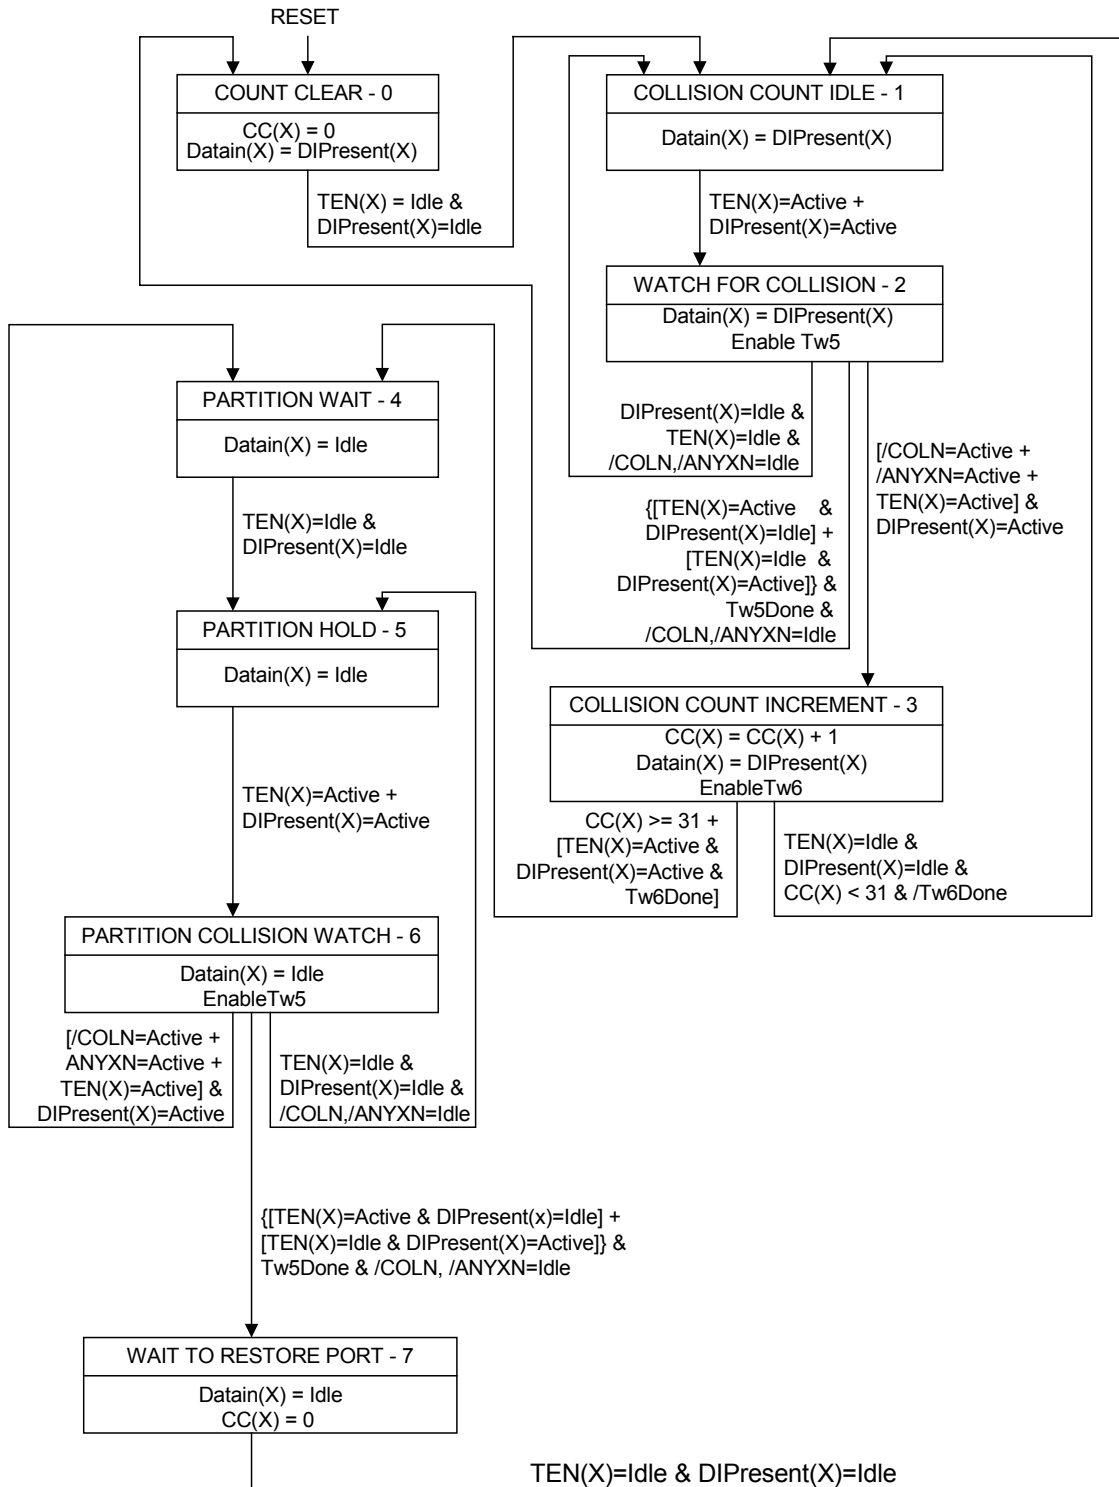 RESET
COUNT CLEAR - 0
CC(X) = 0
Datain(X) = DIPresent(X)
TEN(X) = Idle &
DIPresent(X)=Idle
COLLISION COUNT IDLE - 1
Datain(X) = DIPresent(X)
TEN(X)=Active +
DIPresent(X)=Active
WATCH FOR COLLISION - 2
Datain(X) = DIPresent(X)
Enable Tw5
DIPresent(X)=Idle &
TEN(X)=Idle &
/COLN,/ANYXN=Idle
{[TEN(X)=Active &
DIPresent(X)=Idle] +
[TEN(X)=Idle &
DIPresent(X)=Active]} &
Tw5Done &
/COLN,/ANYXN=Idle
[/COLN=Active +
/ANYXN=Active +
TEN(X)=Active] &
DIPresent(X)=Active
COLLISION COUNT INCREMENT - 3
CC(X) = CC(X) + 1
Datain(X) = DIPresent(X)
EnableTw6
CC(X) >= 31 +
[TEN(X)=Active &
DIPresent(X)=Active &
Tw6Done]
TEN(X)=Idle &
DIPresent(X)=Idle &
CC(X) < 31 & /Tw6Done
PARTITION WAIT - 4
Datain(X) = Idle
TEN(X)=Idle &
DIPresent(X)=Idle
PARTITION HOLD - 5
Datain(X) = Idle
TEN(X)=Active +
DIPresent(X)=Active
PARTITION COLLISION WATCH - 6
Datain(X) = Idle
EnableTw5
[/COLN=Active +
ANYXN=Active +
TEN(X)=Active] &
DIPresent(X)=Active
TEN(X)=Idle &
DIPresent(X)=Idle &
/COLN,/ANYXN=Idle
{[TEN(X)=Active & DIPresent(x)=Idle] +
[TEN(X)=Idle & DIPresent(X)=Active]} &
Tw5Done & /COLN, /ANYXN=Idle
WAIT TO RESTORE PORT - 7
Datain(X) = Idle
CC(X) = 0
TEN(X)=Idle & DIPresent(X)=Idle